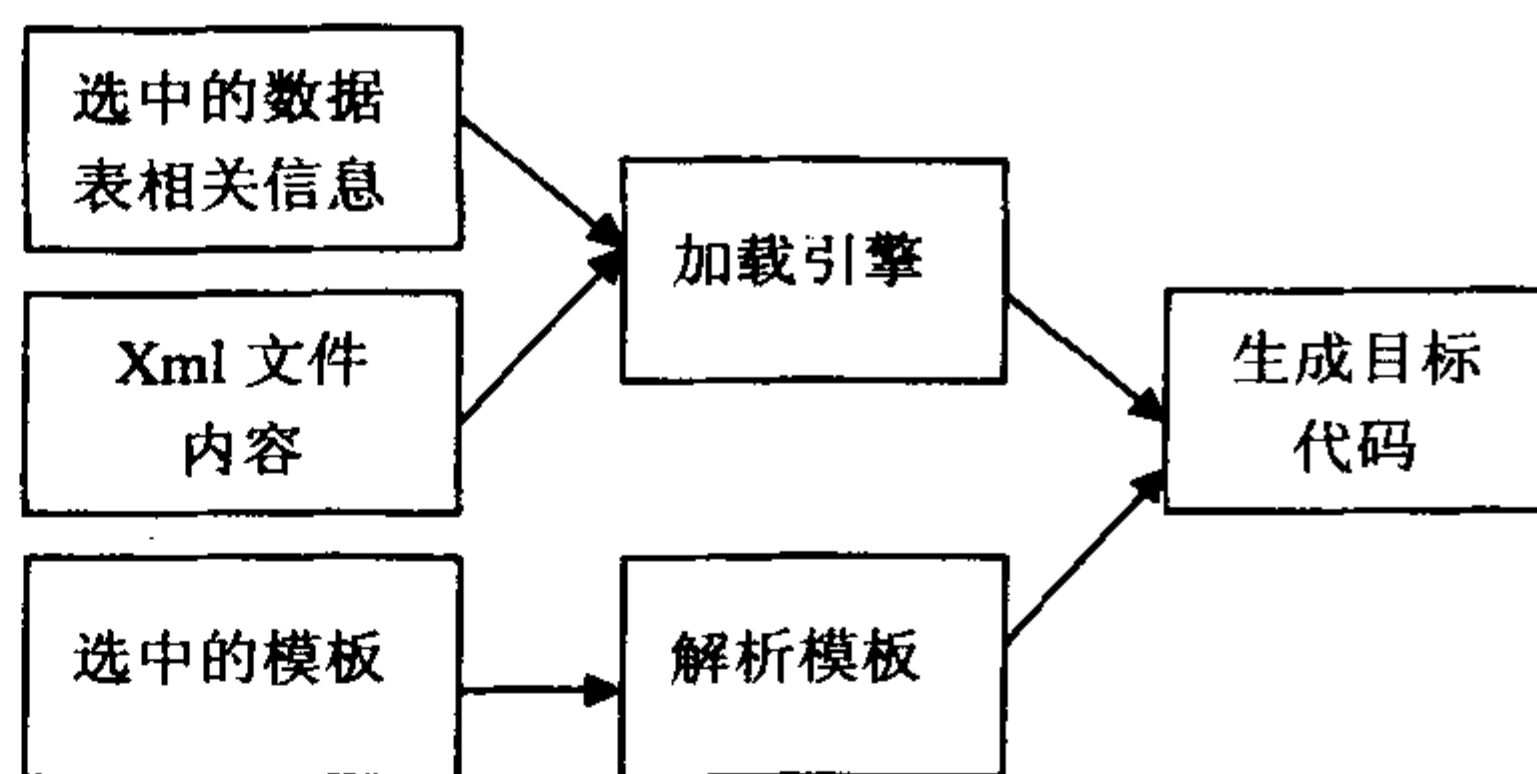 选中的数据
表相关信息
加载引擎
Xml 文件
内容
生成目标
代码
选中的模板
解析模板